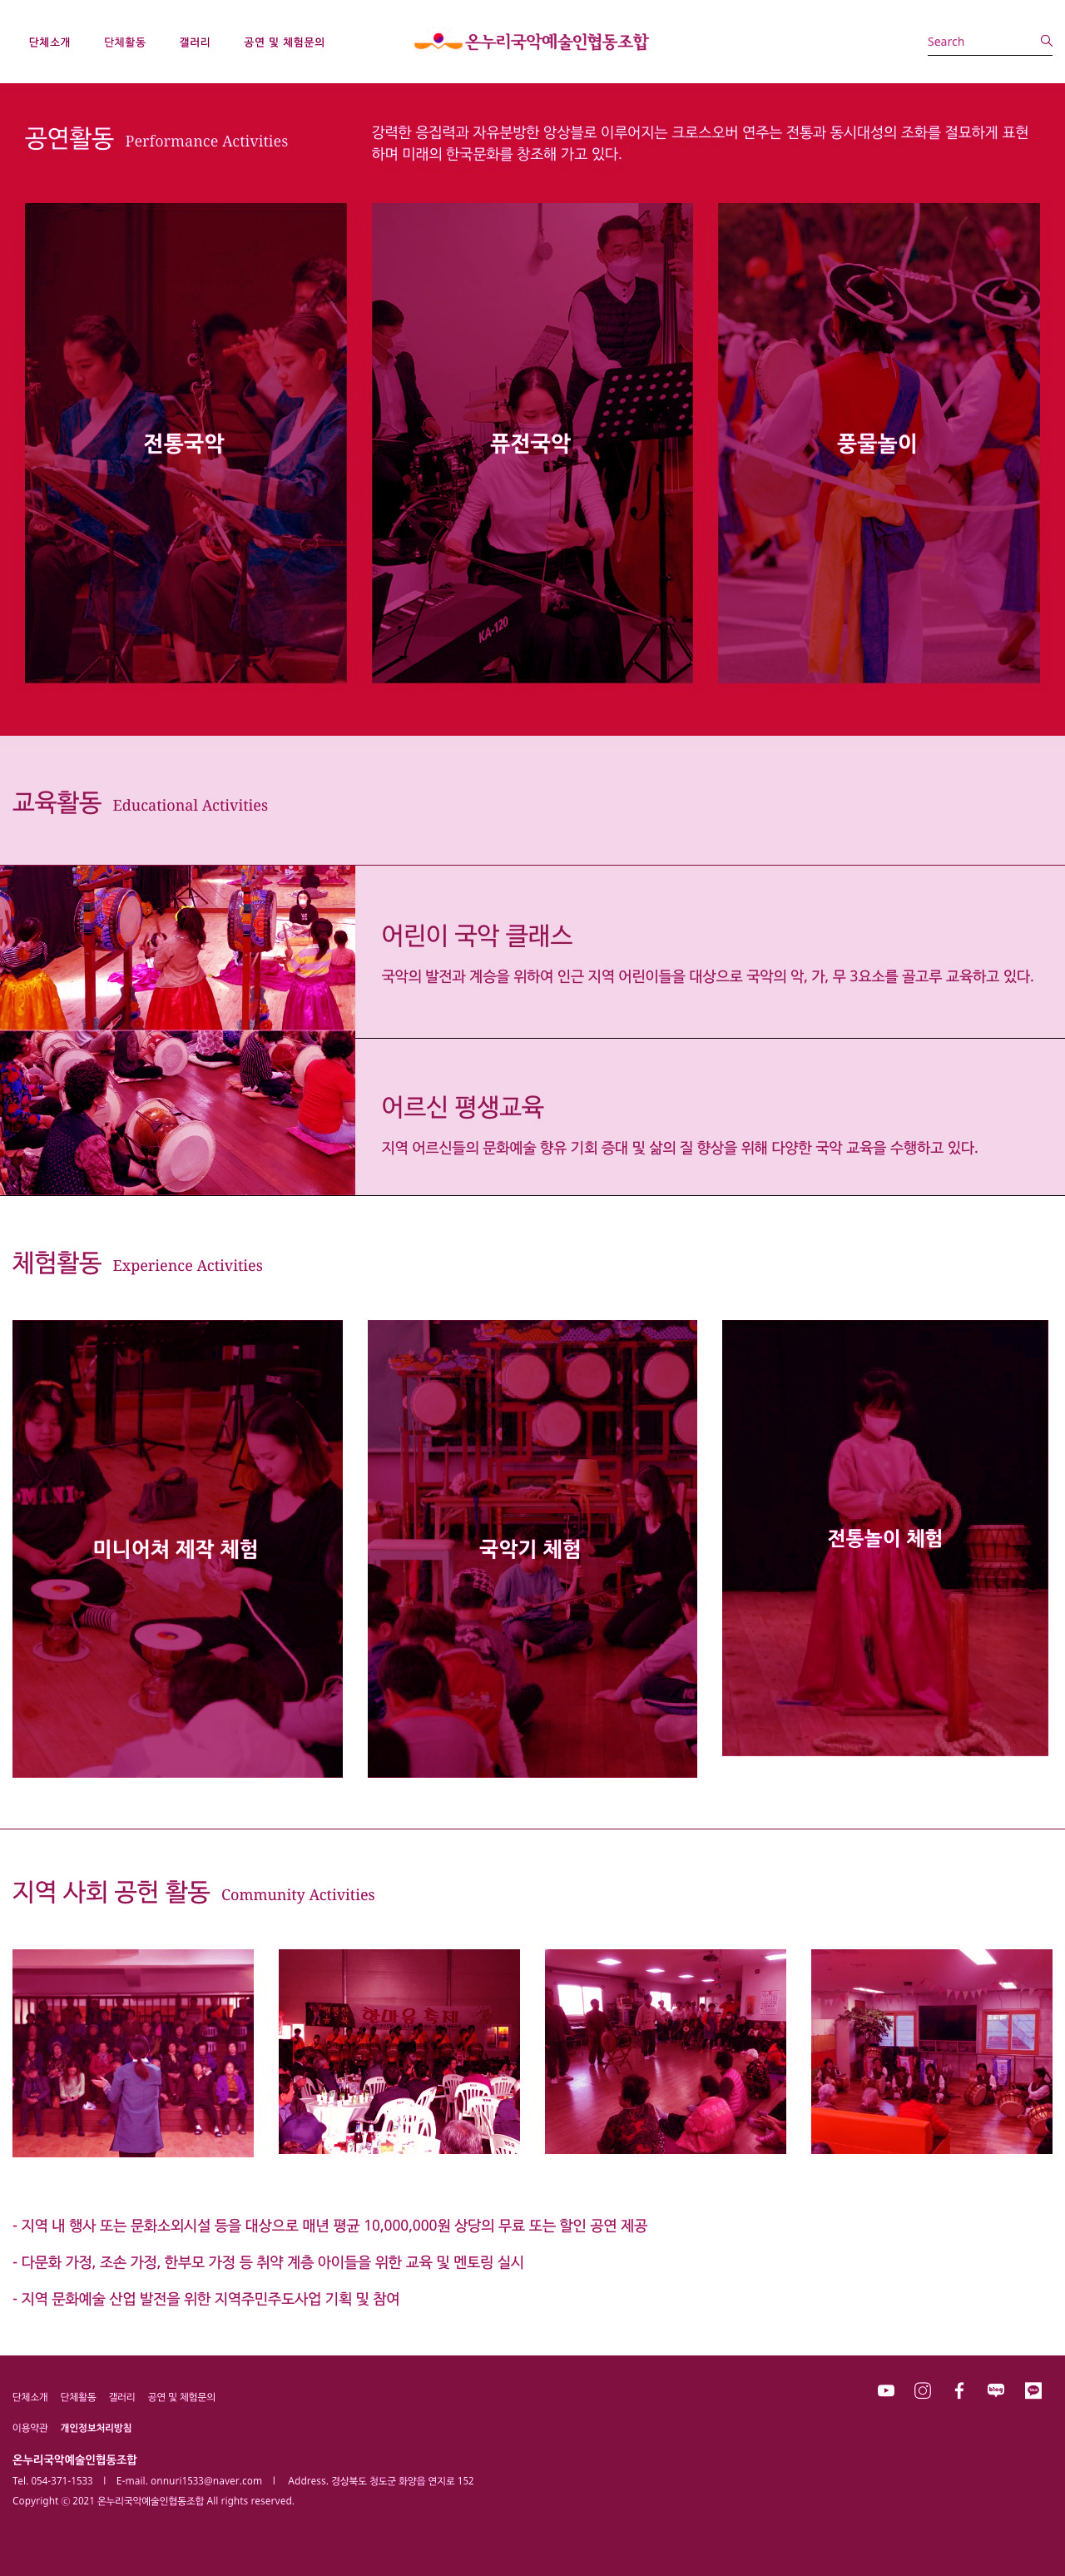 단체소개 단체활동 갤러리 공연 및 체험문의
온누리국악예술인협동조합
Search
공연활동 Performance Activities
강력한 응집력과 자유분방한 앙상블로 이루어지는 크로스오버 연주는 전통과 동시대성의 조화를 절묘하게 표현
하며 미래의 한국문화를 창조해 가고 있다.
전통국악
퓨전국악
KA-120
풍물놀이
교육활동 Educational Activities
어린이 국악 클래스
국악의 발전과 계승을 위하여 인근 지역 어린이들을 대상으로 국악의 악, 가, 무 3요소를 골고루 교육하고 있다.
어르신 평생교육
지역 어르신들의 문화예술 향유 기회 증대 및 삶의 질 향상을 위해 다양한 국악 교육을 수행하고 있다.
체험활동 Experience Activities
MINI
미니어쳐 제작 체험
국악기 체험
전통놀이 체험
지역 사회 공헌 활동 Community Activities
한마음 축제
- 지역 내 행사 또는 문화소외시설 등을 대상으로 매년 평균 10,000,000원 상당의 무료 또는 할인 공연 제공
- 다문화 가정, 조손 가정, 한부모 가정 등 취약 계층 아이들을 위한 교육 및 멘토링 실시
- 지역 문화예술 산업 발전을 위한 지역주민주도사업 기획 및 참여
단체소개 단체활동 갤러리 공연 및 체험문의
blog
TALK
이용약관 개인정보처리방침
온누리국악예술인협동조합
Tel. 054-371-1533 l E-mail. onnuri1533@naver.com l Address. 경상북도 청도군 화양읍 연지로 152
Copyright ⓒ 2021 온누리국악예술인협동조합 All rights reserved.